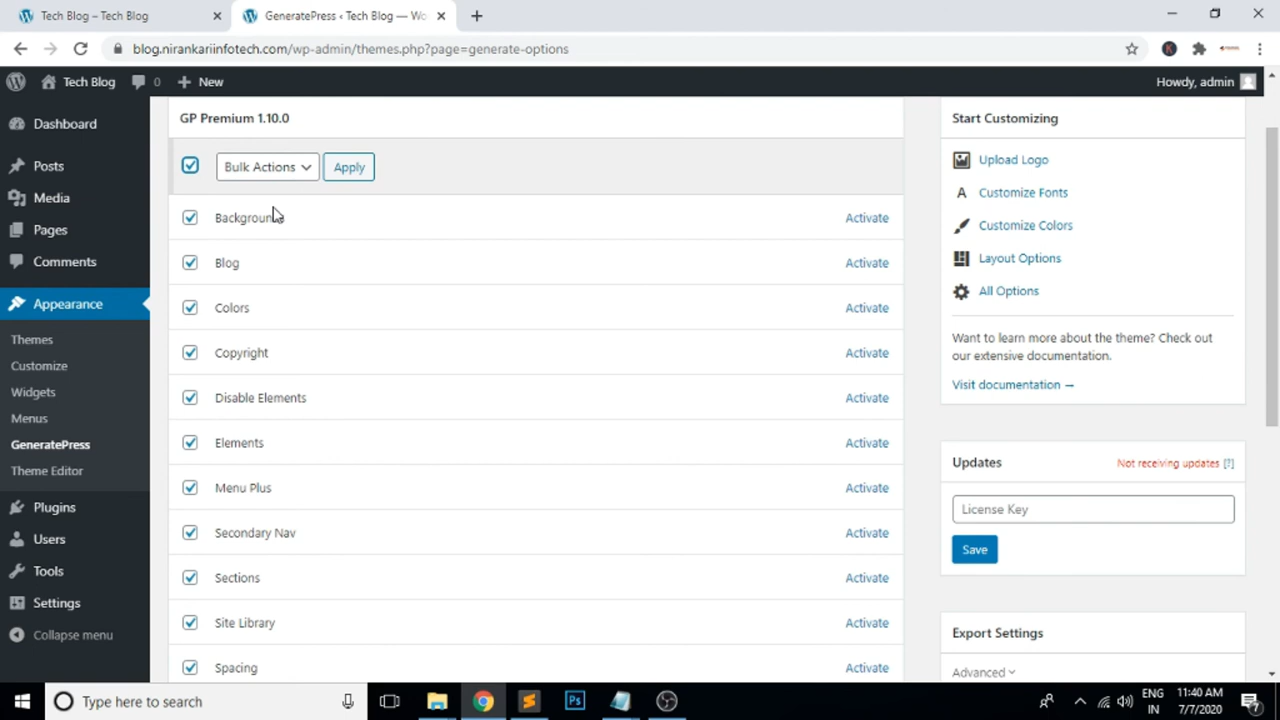 Tech Blog – Tech Blog
GeneratePress ‹ Tech Blog — Wo
blog.nirankariinfotech.com/wp-admin/themes.php?page=generate-options
Tech Blog
0
New
Howdy, admin
Dashboard
Posts
Media
Pages
Comments
Appearance
Themes
Customize
Widgets
Menus
GeneratePress
Theme Editor
Plugins
Users
Tools
Settings
Collapse menu
GP Premium 1.10.0
Bulk Actions
Apply
Backgrounds Activate
Blog Activate
Colors Activate
Copyright Activate
Disable Elements Activate
Elements Activate
Menu Plus Activate
Secondary Nav Activate
Sections Activate
Site Library Activate
Spacing Activate
Start Customizing
Upload Logo
Customize Fonts
Customize Colors
Layout Options
All Options
Want to learn more about the theme? Check out
our extensive documentation.
Visit documentation →
Updates
Not receiving updates [?]
License Key
Save
Export Settings
Advanced
Type here to search
Ps
ENG
IN
11:40 AM
7/7/2020
7